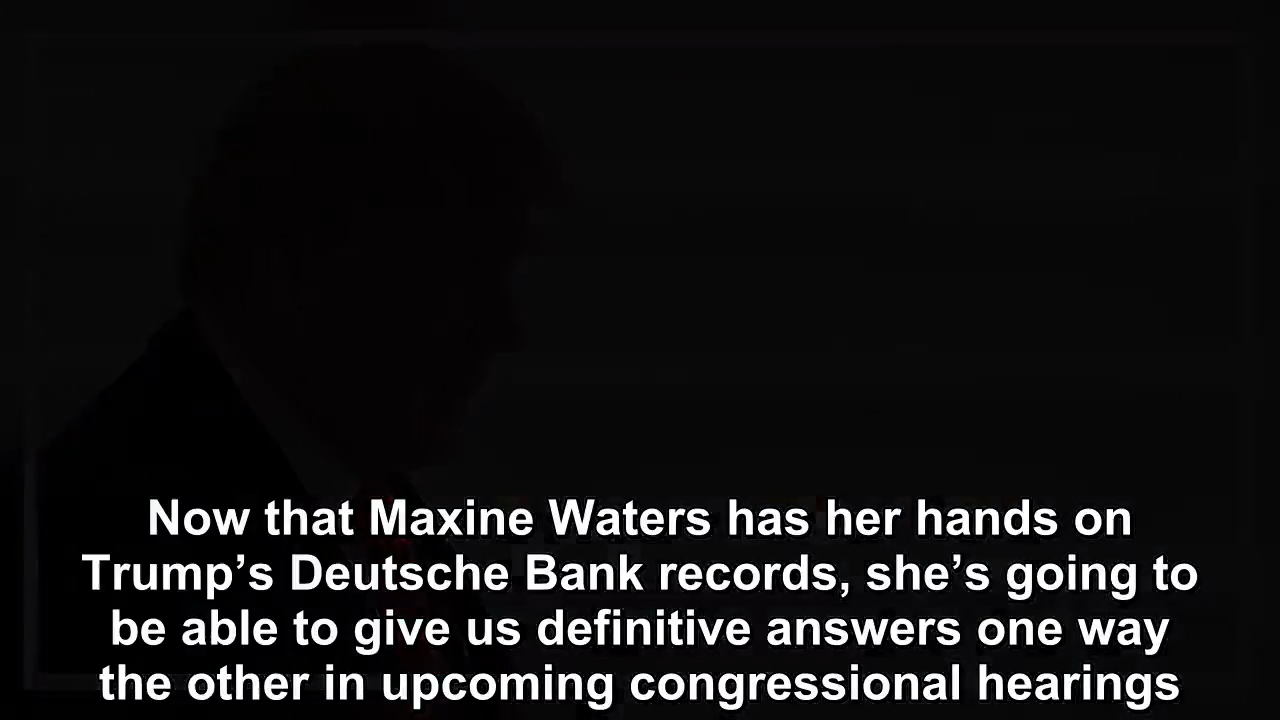 Now that Maxine Waters has her hands on
Trump’s Deutsche Bank records, she’s going to
be able to give us definitive answers one way
the other in upcoming congressional hearings